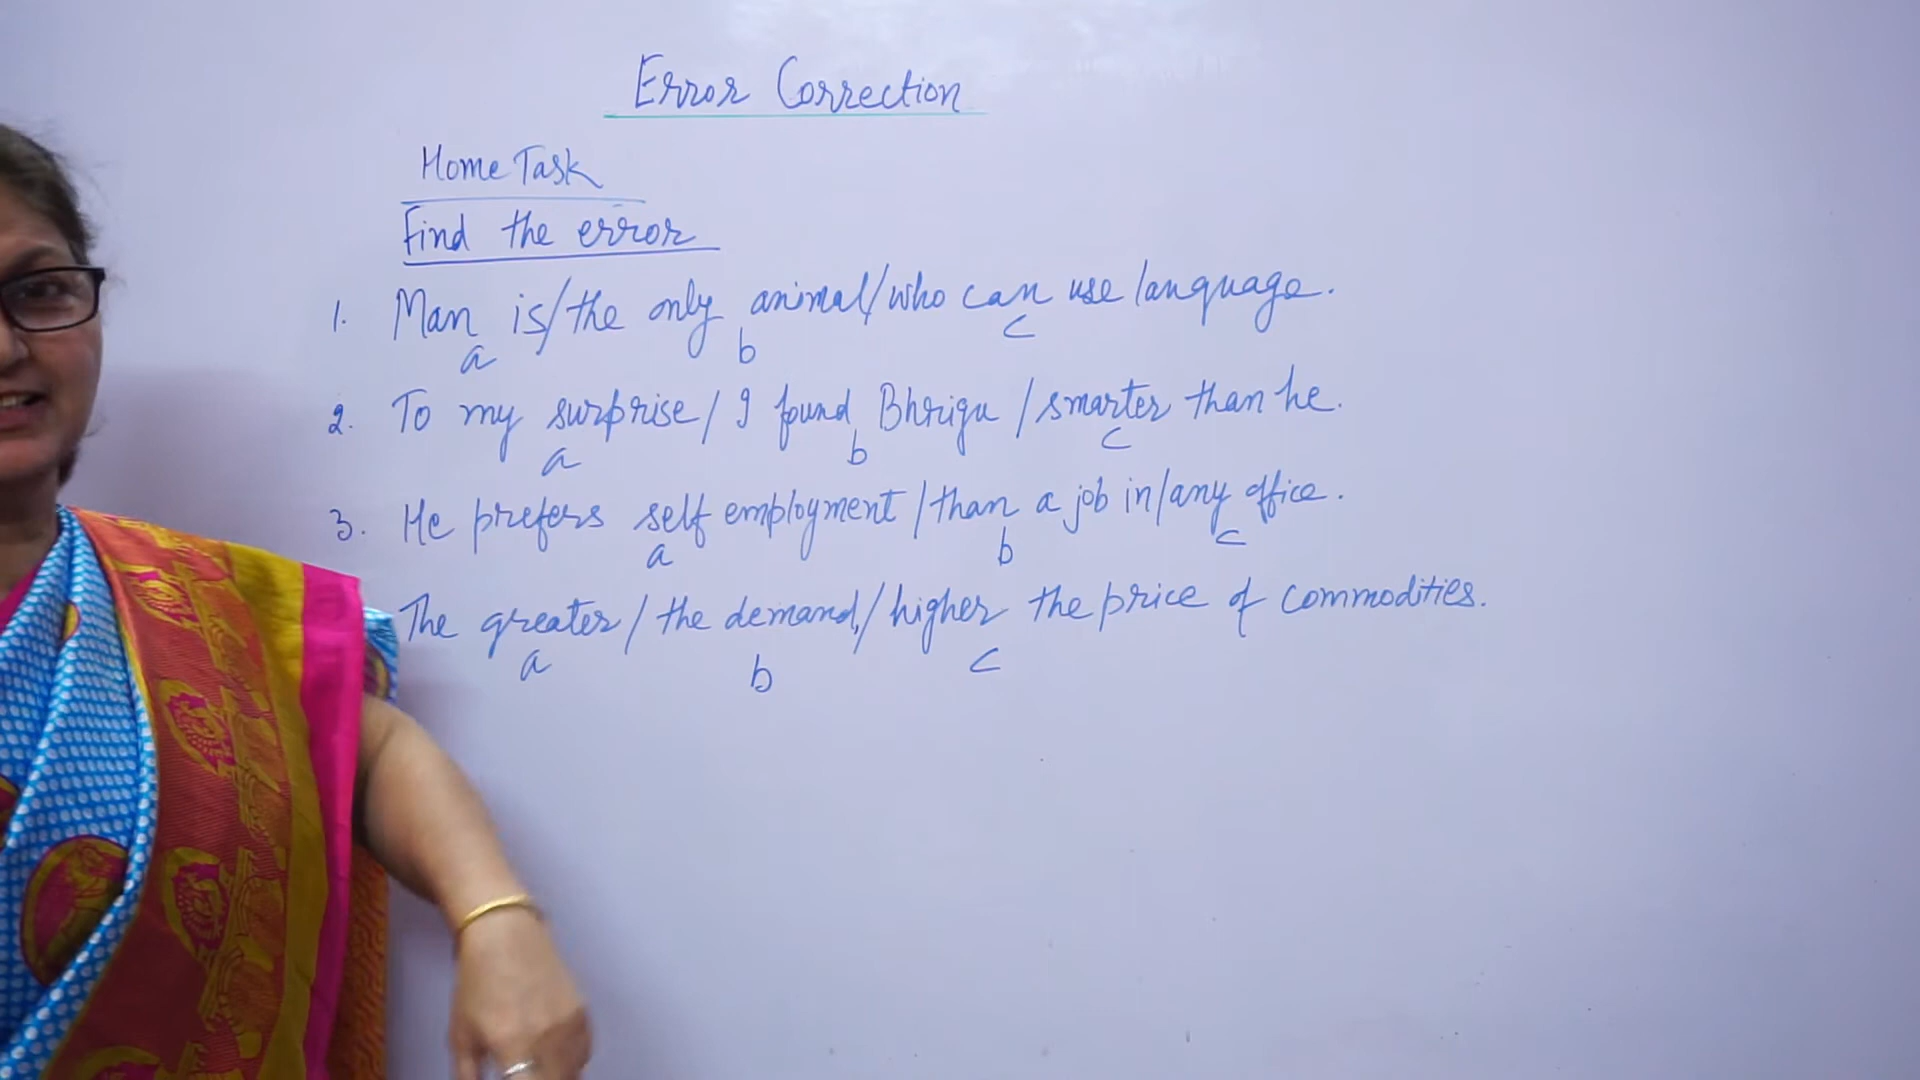 Error Correction
Home Task
Find the error
1. Man is/the only animal/who can use language.
a b c
2. To my surprise/I found Bhrigu/smarter than he.
a b c
3. He prefers self employment/than a job in/any office.
a b c
The greater/the demand,/higher the price of commodities.
a b c